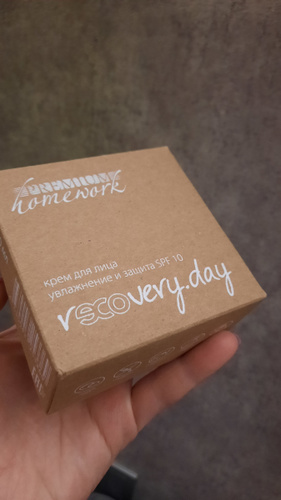 PREMIUM
homework
крем для лица
увлажнение и защита SPF 10
recovery.day